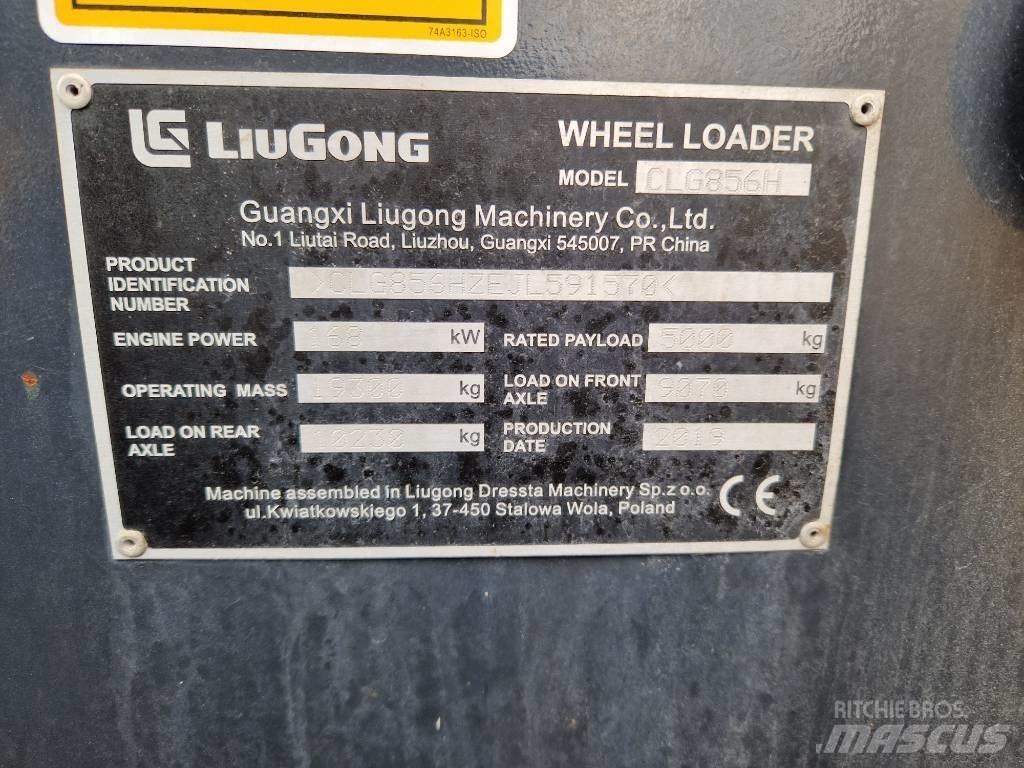 74A3163-ISO
LG LIUGONG
WHEEL LOADER
MODEL CLG856H
Guangxi Liugong Machinery Co.,Ltd.
No.1 Liutai Road, Liuzhou, Guangxi 545007, PR China
PRODUCT IDENTIFICATION NUMBER >CLG856HZEJL591570<
ENGINE POWER 168 kW RATED PAYLOAD 5000 kg
OPERATING MASS 19300 kg LOAD ON FRONT AXLE 9070 kg
LOAD ON REAR AXLE 10230 kg PRODUCTION DATE
Machine assembled in Liugong Dressta Machinery Sp.z o.o.
ul.Kwiatkowskiego 1, 37-450 Stalowa Wola, Poland
CE
RITCHIE BROS.
MASCUS